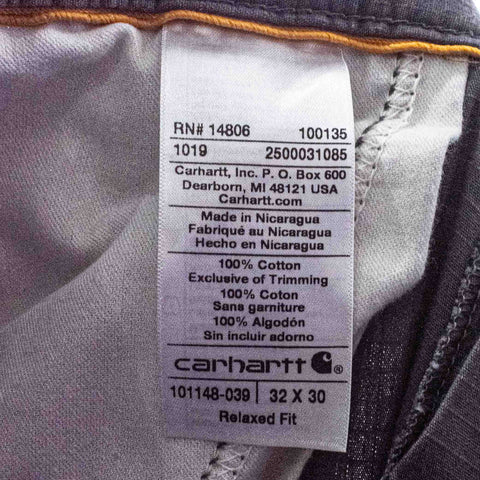 RN# 14806 100135
1019 2500031085
Carhartt, Inc. P. O. Box 600
Dearborn, MI 48121 USA
Carhartt.com
Made in Nicaragua
Fabriqué au Nicaragua
Hecho en Nicaragua
100% Cotton
Exclusive of Trimming
100% Coton
Sans garniture
100% Algodón
Sin incluir adorno
carhartt ®
101148-039 32 X 30
Relaxed Fit